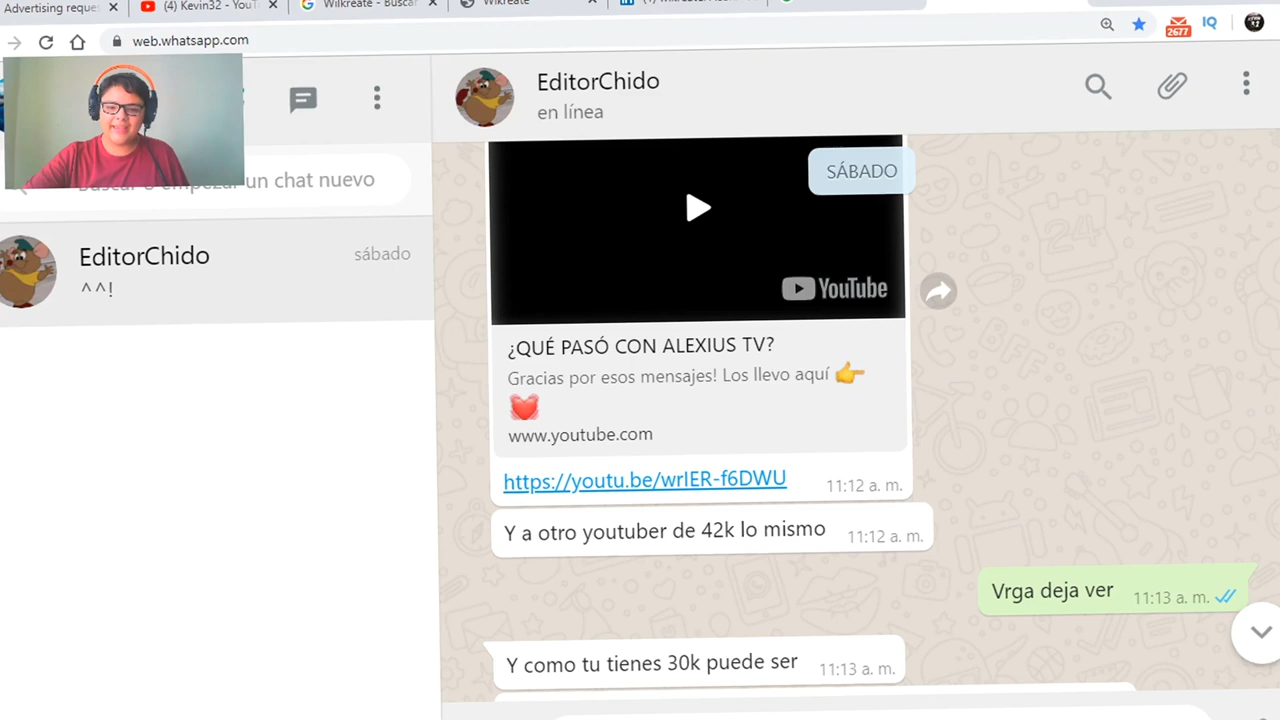 Advertising reque
(4) Kevin32 - YouT
Wilkreate - Buscar
Wilkreate
web.whatsapp.com
2677
IQ
EditorChido
en línea
un chat nuevo
EditorChido
sábado
^^!
SÁBADO
YouTube
¿QUÉ PASÓ CON ALEXIUS TV?
Gracias por esos mensajes! Los llevo aquí 👉
💓
www.youtube.com
https://youtu.be/wrIER-f6DWU
11:12 a. m.
Y a otro youtuber de 42k lo mismo
11:12 a. m.
Vrga deja ver
11:13 a. m.
Y como tu tienes 30k puede ser
11:13 a. m.